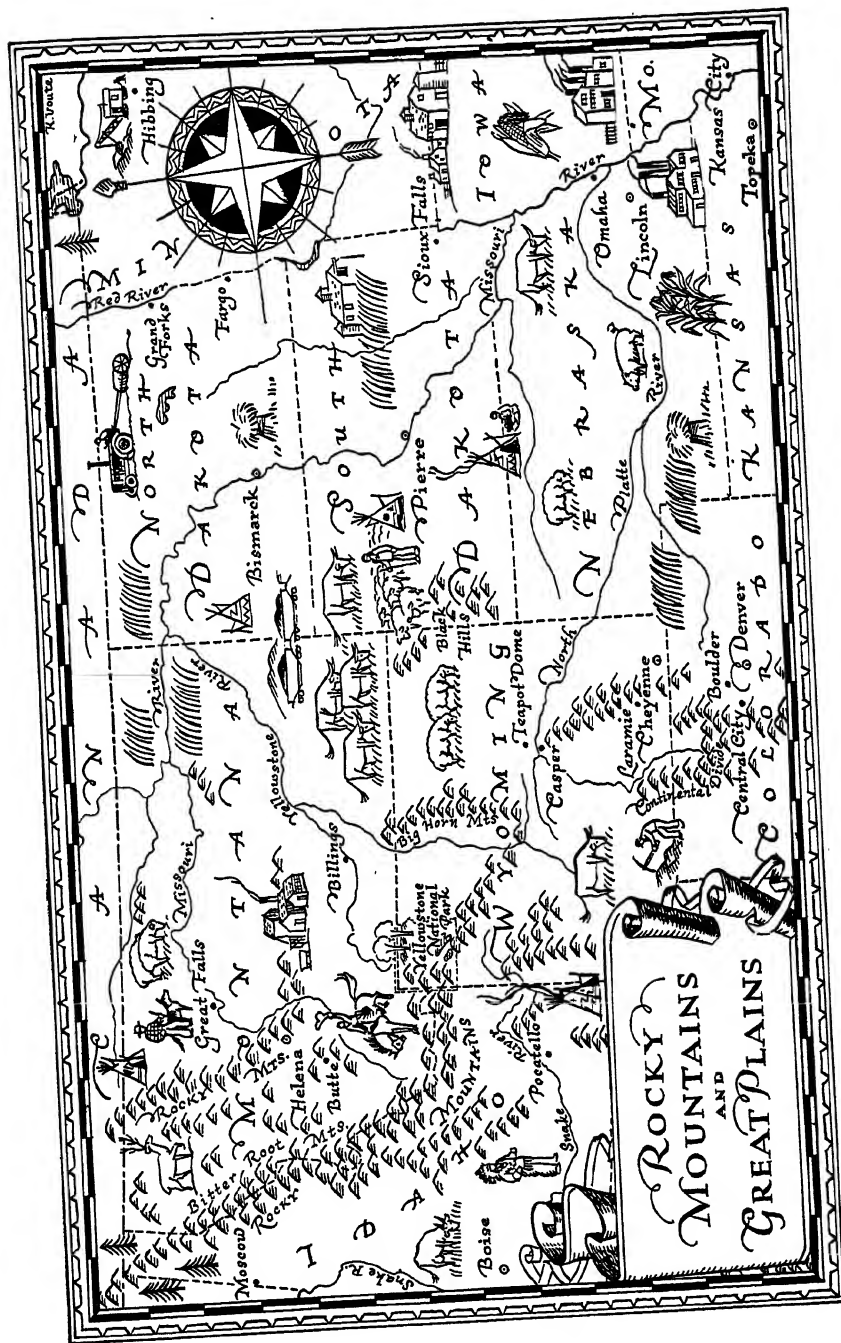 K. Voute
Hibbing
CANADA
MIN
Red River
Grand
Forks
Fargo
NORTH
DAKOTA
Bismarck
SOUTH
DAKOTA
Pierre
Sioux Falls
Black
Hills
IOWA
Missouri
River
Omaha
Lincoln
NEBRASKA
Platte
River
MO.
Kansas City
Topeka
KANSAS
River
Missouri
Great Falls
MONTANA
Yellowstone
River
Billings
Helena
Butte
Rocky
Mts.
Bitter Root
Mts.
Rocky
MOUNTAINS
Moscow
Snake R.
IDAHO
Boise
Snake
River
Pocatello
Yellowstone
National
Park
Big
Horn Mts
WYOMING
Teapot Dome
Casper
North
Laramie
Cheyenne
Continental
Divide
Central City
Boulder
Denver
COLORADO
ROCKY
MOUNTAINS
AND
GREAT PLAINS